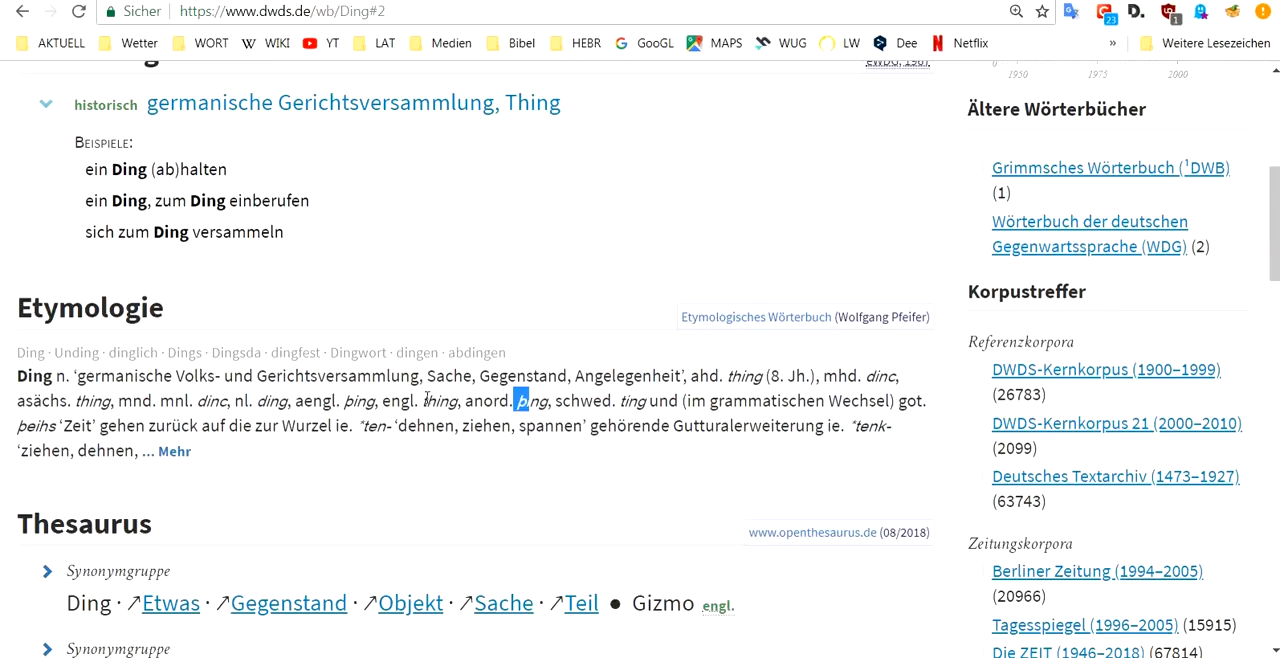 Sicher https://www.dwds.de/wb/Ding#2
23 D. 1
AKTUELL Wetter WORT WIKI YT LAT Medien Bibel HEBR GooGL MAPS WUG LW Dee Netflix » Weitere Lesezeichen
historisch germanische Gerichtsversammlung, Thing
BEISPIELE:
ein Ding (ab)halten
ein Ding, zum Ding einberufen
sich zum Ding versammeln
Etymologie
Etymologisches Wörterbuch (Wolfgang Pfeifer)
Ding · Unding · dinglich · Dings · Dingsda · dingfest · Dingwort · dingen · abdingen
Ding n. ‘germanische Volks- und Gerichtsversammlung, Sache, Gegenstand, Angelegenheit’, ahd. thing (8. Jh.), mhd. dinc,
asächs. thing, mnd. mnl. dinc, nl. ding, aengl. þing, engl. thing, anord. þing, schwed. ting und (im grammatischen Wechsel) got.
þeihs ‘Zeit’ gehen zurück auf die zur Wurzel ie. *ten- ‘dehnen, ziehen, spannen’ gehörende Gutturalerweiterung ie. *tenk-
‘ziehen, dehnen, ... Mehr
Thesaurus
www.openthesaurus.de (08/2018)
Synonymgruppe
Ding · ↗Etwas · ↗Gegenstand · ↗Objekt · ↗Sache · ↗Teil ● Gizmo engl.
Synonymgruppe
0
1950 1975 2000
Ältere Wörterbücher
Grimmsches Wörterbuch (¹DWB)
(1)
Wörterbuch der deutschen
Gegenwartssprache (WDG) (2)
Korpustreffer
Referenzkorpora
DWDS-Kernkorpus (1900–1999)
(26783)
DWDS-Kernkorpus 21 (2000–2010)
(2099)
Deutsches Textarchiv (1473–1927)
(63743)
Zeitungskorpora
Berliner Zeitung (1994–2005)
(20966)
Tagesspiegel (1996–2005) (15915)
Die ZEIT (1946–2018) (67814)